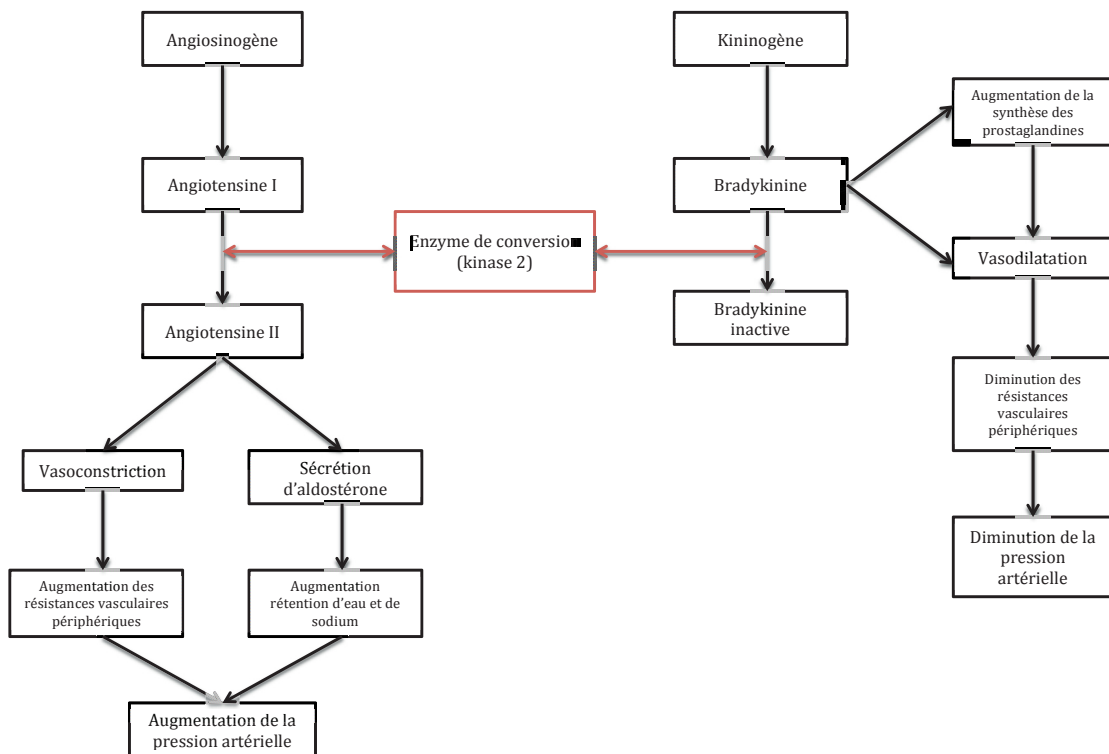 Angiosinogène
Kininogène
Augmentation de la
synthèse des
prostaglandines
Angiotensine I
Bradykinine
Enzyme de conversion
(kinase 2)
Vasodilatation
Angiotensine II
Bradykinine
inactive
Diminution des
résistances
vasculaires
périphériques
Vasoconstriction
Sécrétion
d’aldostérone
Diminution de la
pression
artérielle
Augmentation des
résistances vasculaires
périphériques
Augmentation
rétention d’eau et de
sodium
Augmentation de la
pression artérielle